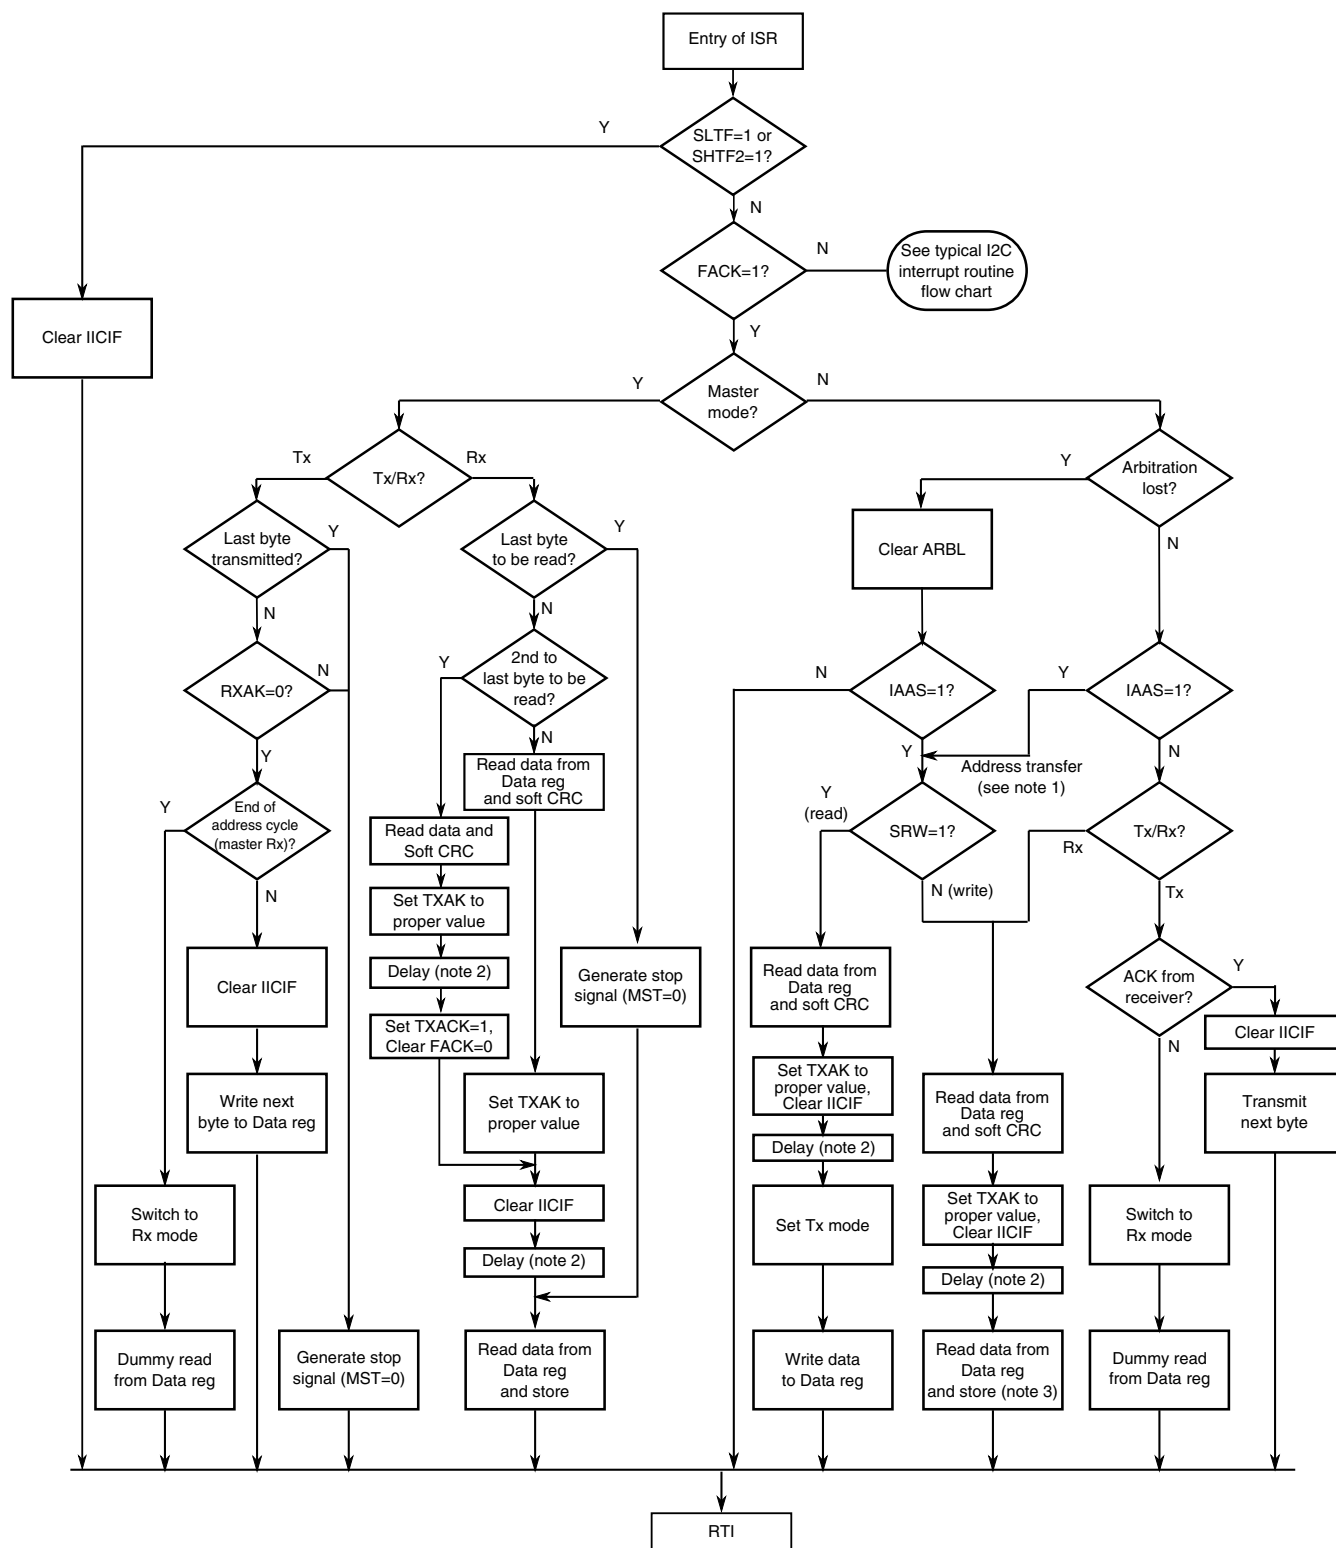 Entry of ISR
Y
SLTF=1 or
SHTF2=1?
N
FACK=1?
N
See typical I2C
interrupt routine
flow chart
Clear IICIF
Y
Y
Master
mode?
N
Tx
Tx/Rx?
Rx
Y
Arbitration
lost?
Last byte
transmitted?
Y
Last byte
to be read?
Y
Clear ARBL
N
N
N
RXAK=0?
N
Y
2nd to
last byte to be
read?
N
IAAS=1?
Y
IAAS=1?
Y
N
Y
N
Read data from
Data reg
and soft CRC
Address transfer
(see note 1)
Y
End of
address cycle
(master Rx)?
Y
(read)
SRW=1?
Rx
Tx/Rx?
Read data and
Soft CRC
N
N (write)
Tx
Set TXAK to
proper value
Clear IICIF
Delay (note 2)
Generate stop
signal (MST=0)
Read data from
Data reg
and soft CRC
ACK from
receiver?
Y
Set TXACK=1,
Clear FACK=0
N
Clear IICIF
Write next
byte to Data reg
Set TXAK to
proper value
Set TXAK to
proper value,
Clear IICIF
Read data from
Data reg
and soft CRC
Transmit
next byte
Delay (note 2)
Switch to
Rx mode
Clear IICIF
Set Tx mode
Set TXAK to
proper value,
Clear IICIF
Switch to
Rx mode
Delay (note 2)
Delay (note 2)
Dummy read
from Data reg
Generate stop
signal (MST=0)
Read data from
Data reg
and store
Write data
to Data reg
Read data from
Data reg
and store (note 3)
Dummy read
from Data reg
RTI